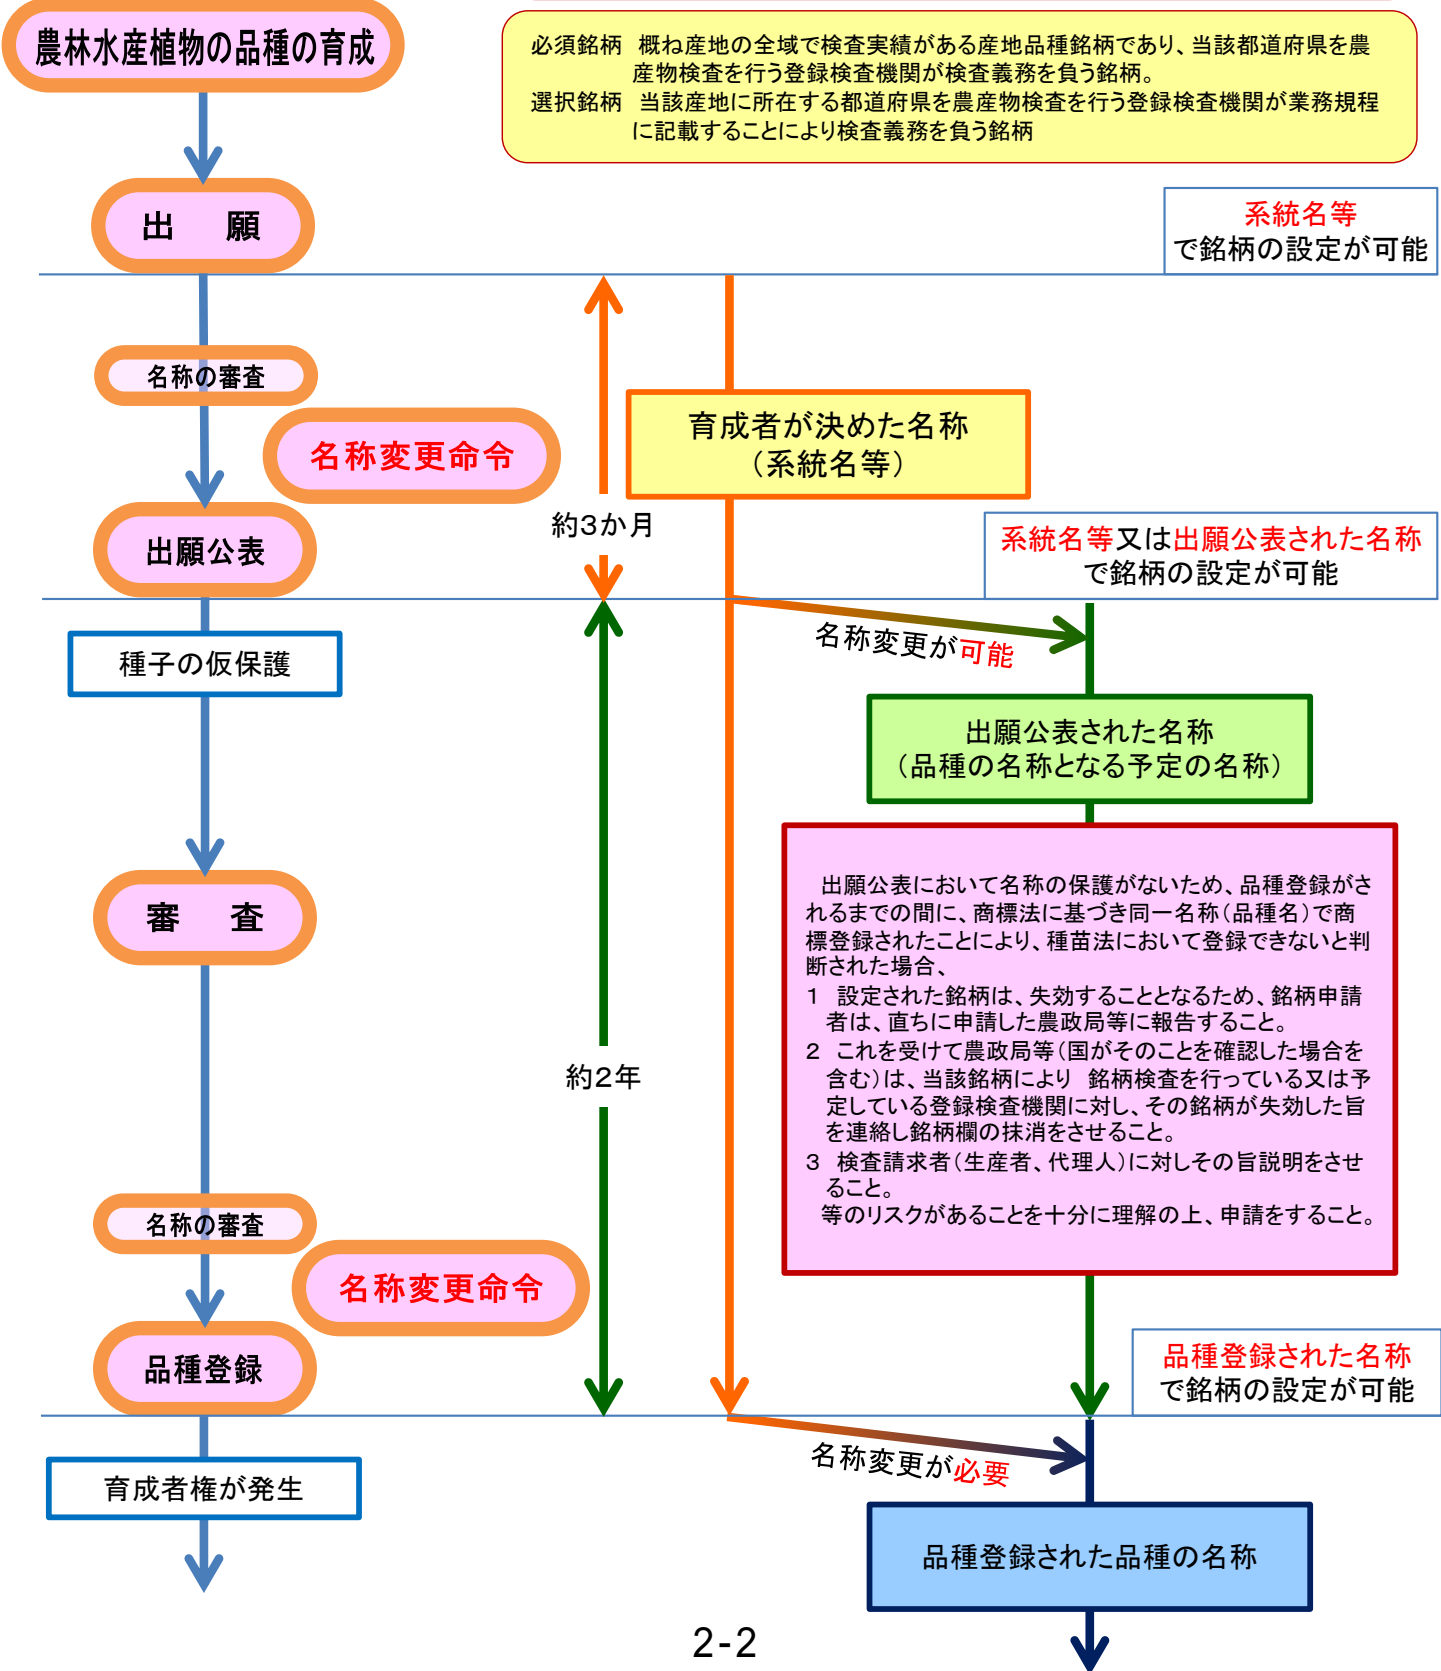 農林水産植物の品種の育成
必須銘柄　概ね産地の全域で検査実績がある産地品種銘柄であり、当該都道府県を農
産物検査を行う登録検査機関が検査義務を負う銘柄。
選択銘柄　当該産地に所在する都道府県を農産物検査を行う登録検査機関が業務規程
に記載することにより検査義務を負う銘柄
出　願
系統名等
で銘柄の設定が可能
名称の審査
名称変更命令
育成者が決めた名称
（系統名等）
約3か月
出願公表
系統名等又は出願公表された名称
で銘柄の設定が可能
名称変更が可能
種子の仮保護
出願公表された名称
（品種の名称となる予定の名称）
出願公表において名称の保護がないため、品種登録がさ
れるまでの間に、商標法に基づき同一名称（品種名）で商
標登録されたことにより、種苗法において登録できないと判
断された場合、
1　設定された銘柄は、失効することとなるため、銘柄申請
者は、直ちに申請した農政局等に報告すること。
2　これを受けて農政局等（国がそのことを確認した場合を
含む）は、当該銘柄により　銘柄検査を行っている又は予
定している登録検査機関に対し、その銘柄が失効した旨
を連絡し銘柄欄の抹消をさせること。
3　検査請求者（生産者、代理人）に対しその旨説明をさせ
ること。
等のリスクがあることを十分に理解の上、申請をすること。
審　査
約2年
名称の審査
名称変更命令
品種登録
品種登録された名称
で銘柄の設定が可能
名称変更が必要
育成者権が発生
品種登録された品種の名称
2-2